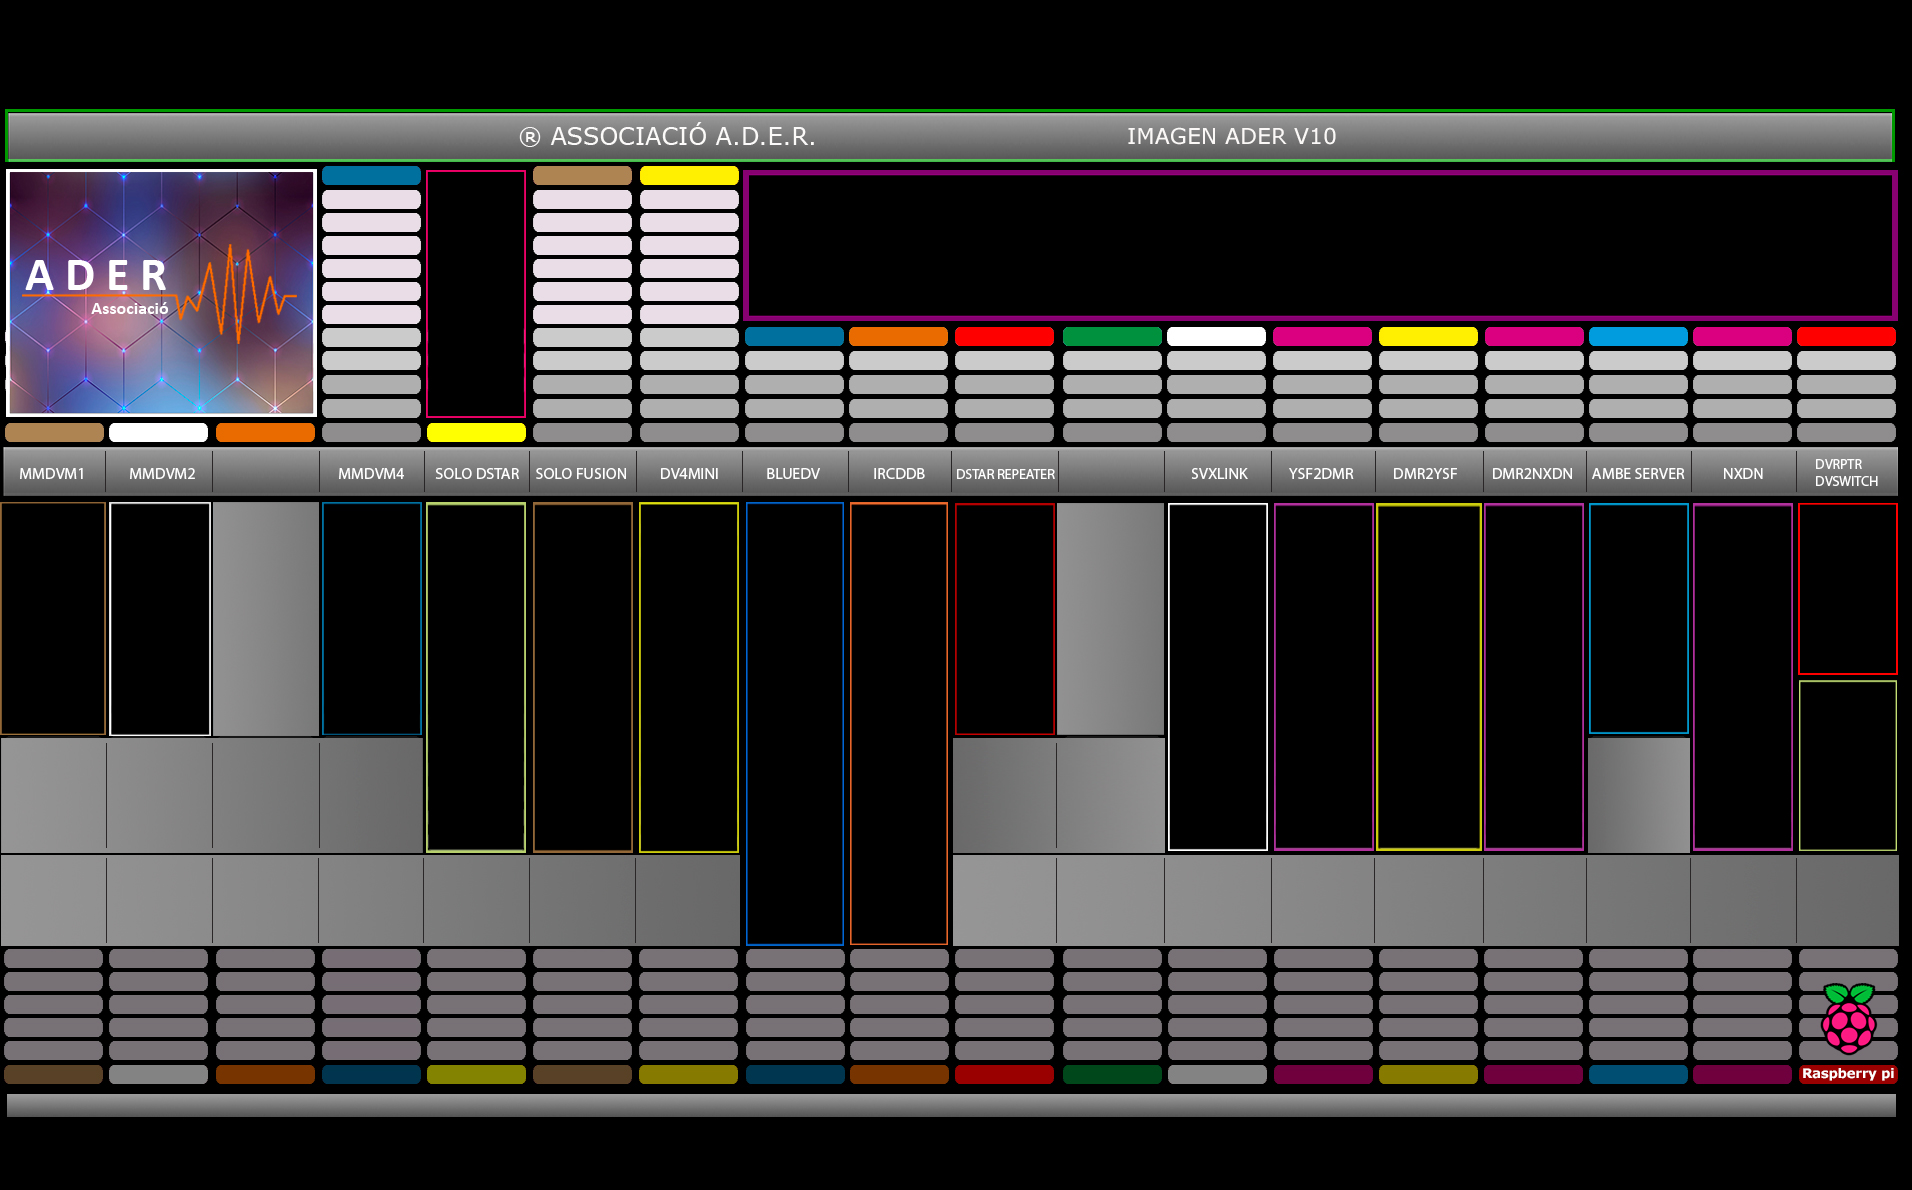 ® ASSOCIACIÓ A.D.E.R.
IMAGEN ADER V10
ADER
Associació
MMDVM1
MMDVM2
MMDVM4
SOLO DSTAR
SOLO FUSION
DV4MINI
BLUEDV
IRCDDB
DSTAR REPEATER
SVXLINK
YSF2DMR
DMR2YSF
DMR2NXDN
AMBE SERVER
NXDN
DVRPTR
DVSWITCH
Raspberry pi